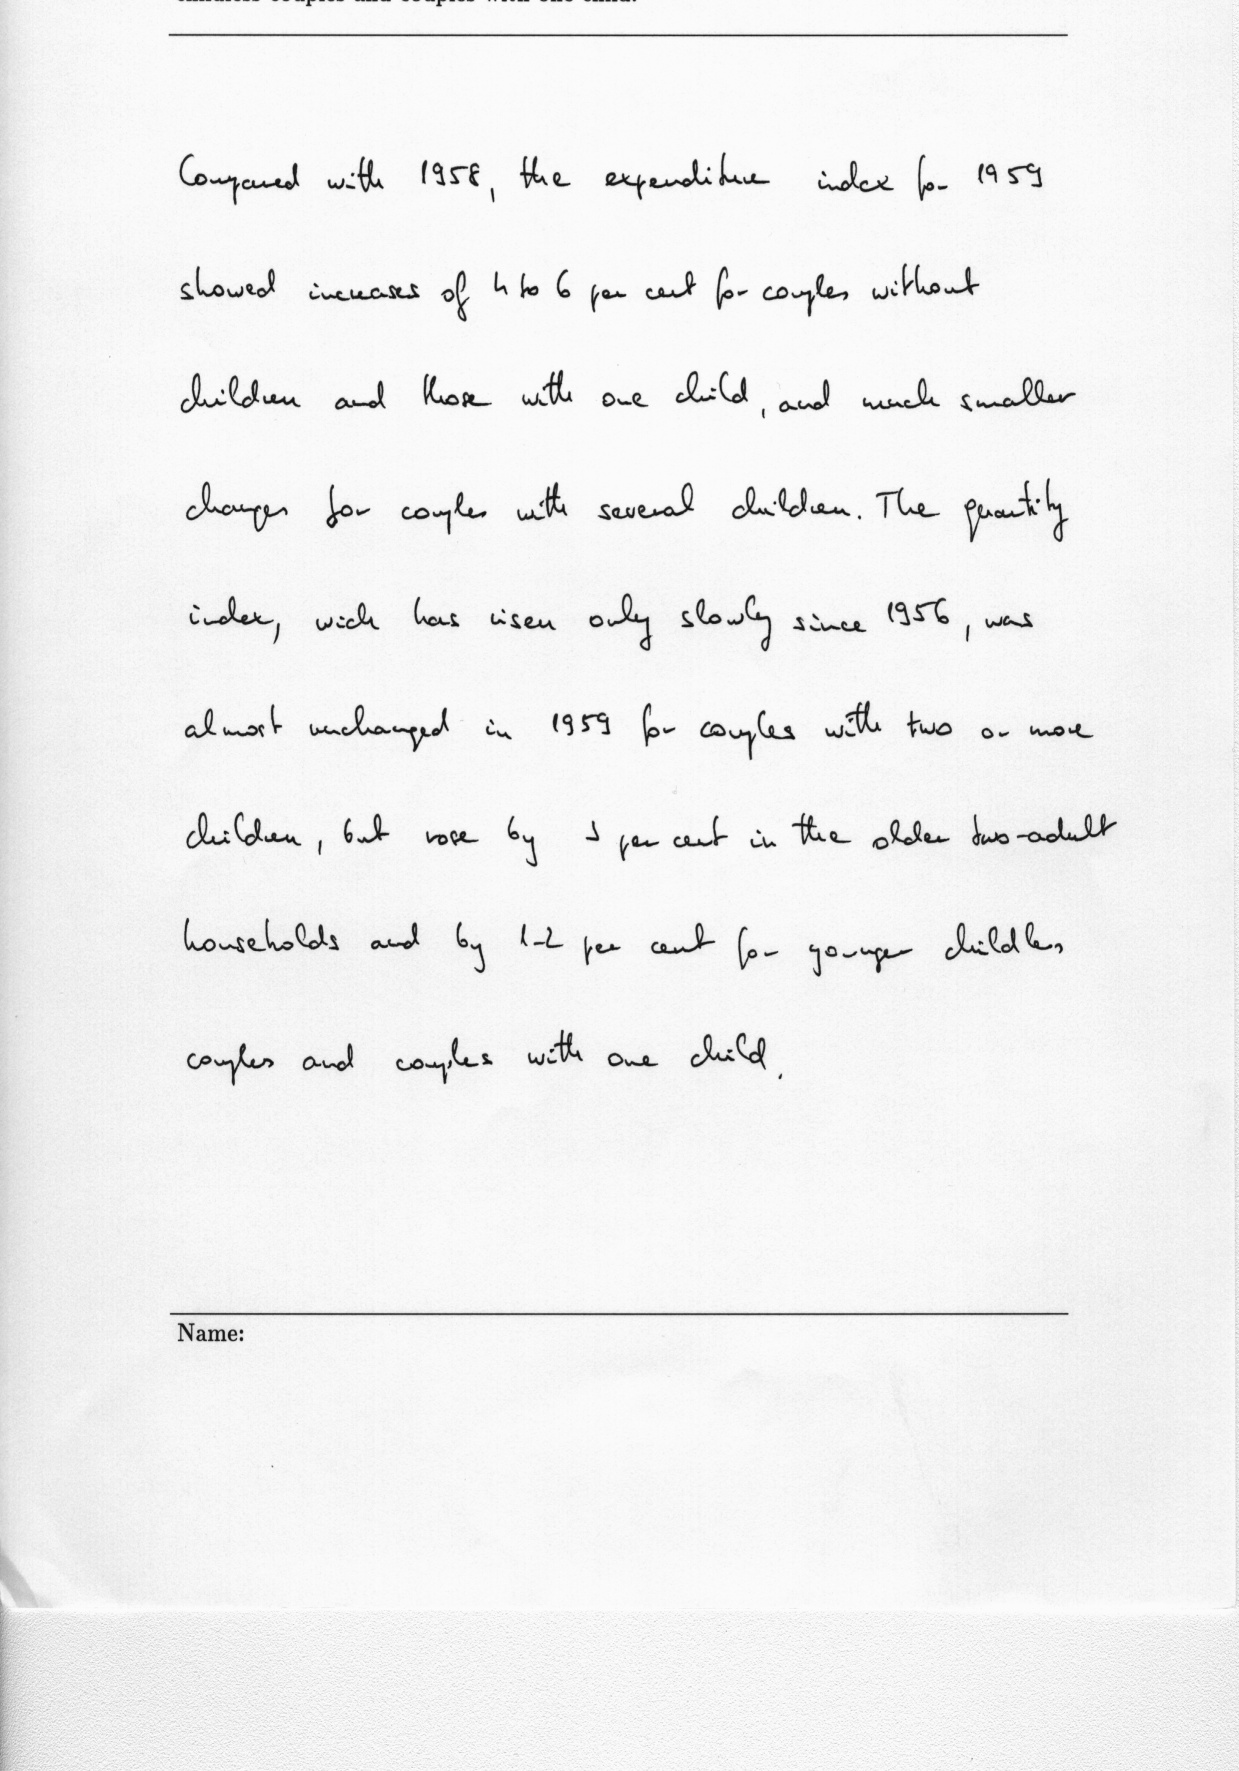 childless couples and couples with one child.
Compared with 1958, the expenditure index for 1959
showed increases of 4 to 6 per cent for couples without
children and those with one child, and much smaller
changes for couples with several children. The quantity
index, wich has risen only slowly since 1956, was
almost unchanged in 1959 for couples with two or more
children, but rose by per cent in the older two-adult
households and by 1-2 per cent for younger childless
couples and couples with one child.
Name: